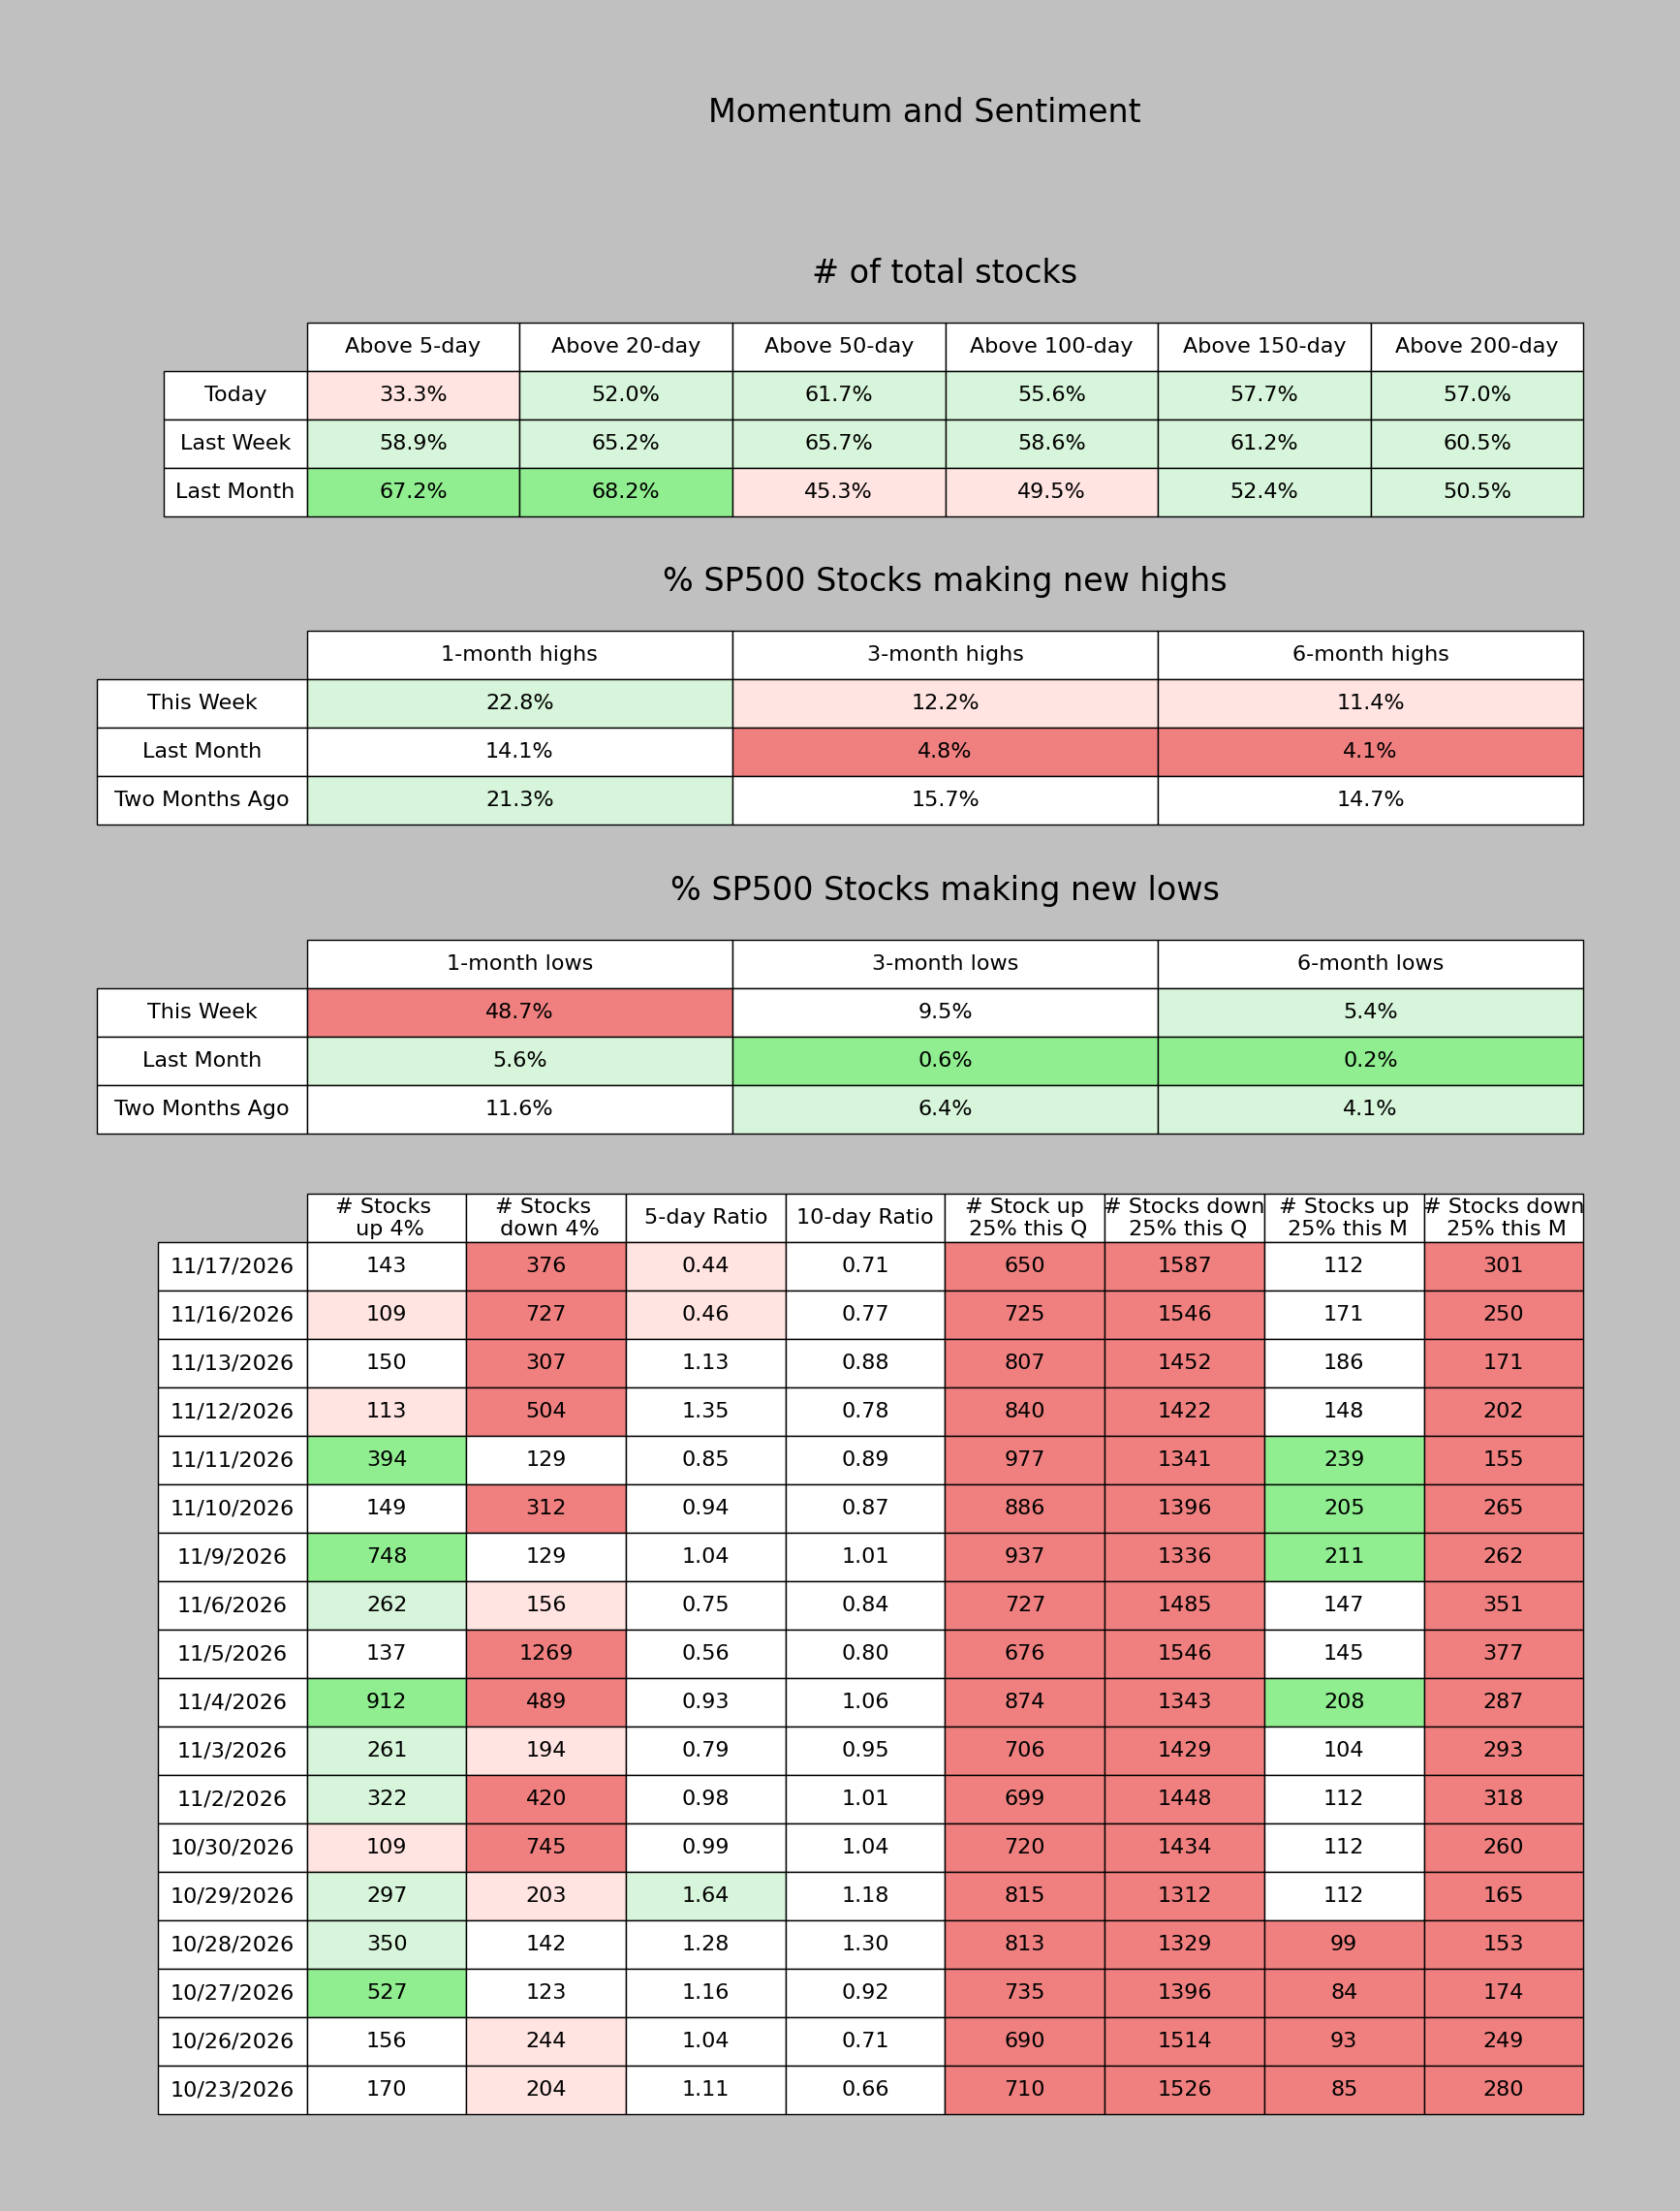 Momentum and Sentiment
# of total stocks
Above 5-day Above 20-day Above 50-day Above 100-day Above 150-day Above 200-day
Today 33.3% 52.0% 61.7% 55.6% 57.7% 57.0%
Last Week 58.9% 65.2% 65.7% 58.6% 61.2% 60.5%
Last Month 67.2% 68.2% 45.3% 49.5% 52.4% 50.5%
% SP500 Stocks making new highs
1-month highs 3-month highs 6-month highs
This Week 22.8% 12.2% 11.4%
Last Month 14.1% 4.8% 4.1%
Two Months Ago 21.3% 15.7% 14.7%
% SP500 Stocks making new lows
1-month lows 3-month lows 6-month lows
This Week 48.7% 9.5% 5.4%
Last Month 5.6% 0.6% 0.2%
Two Months Ago 11.6% 6.4% 4.1%
# Stocks up 4% # Stocks down 4% 5-day Ratio 10-day Ratio # Stock up 25% this Q # Stocks down 25% this Q # Stocks up 25% this M # Stocks down 25% this M
11/17/2026 143 376 0.44 0.71 650 1587 112 301
11/16/2026 109 727 0.46 0.77 725 1546 171 250
11/13/2026 150 307 1.13 0.88 807 1452 186 171
11/12/2026 113 504 1.35 0.78 840 1422 148 202
11/11/2026 394 129 0.85 0.89 977 1341 239 155
11/10/2026 149 312 0.94 0.87 886 1396 205 265
11/9/2026 748 129 1.04 1.01 937 1336 211 262
11/6/2026 262 156 0.75 0.84 727 1485 147 351
11/5/2026 137 1269 0.56 0.80 676 1546 145 377
11/4/2026 912 489 0.93 1.06 874 1343 208 287
11/3/2026 261 194 0.79 0.95 706 1429 104 293
11/2/2026 322 420 0.98 1.01 699 1448 112 318
10/30/2026 109 745 0.99 1.04 720 1434 112 260
10/29/2026 297 203 1.64 1.18 815 1312 112 165
10/28/2026 350 142 1.28 1.30 813 1329 99 153
10/27/2026 527 123 1.16 0.92 735 1396 84 174
10/26/2026 156 244 1.04 0.71 690 1514 93 249
10/23/2026 170 204 1.11 0.66 710 1526 85 280